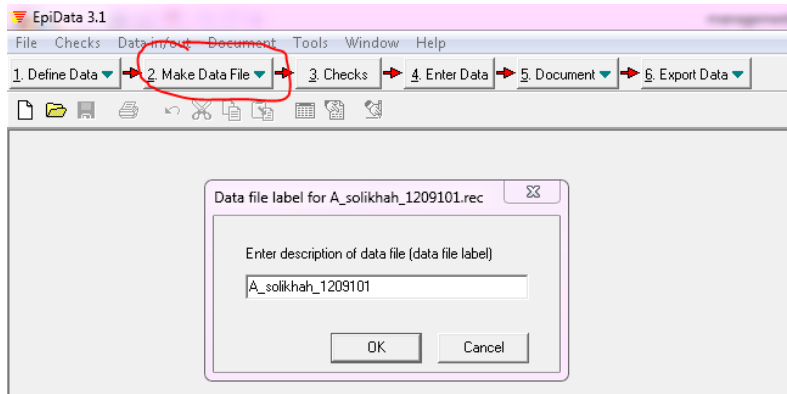 EpiData 3.1
File Checks Data in/out Document Tools Window Help
1. Define Data 2. Make Data File 3. Checks 4. Enter Data 5. Document 6. Export Data
Data file label for A_solikhah_1209101.rec
Enter description of data file (data file label)
A_solikhah_1209101
OK Cancel